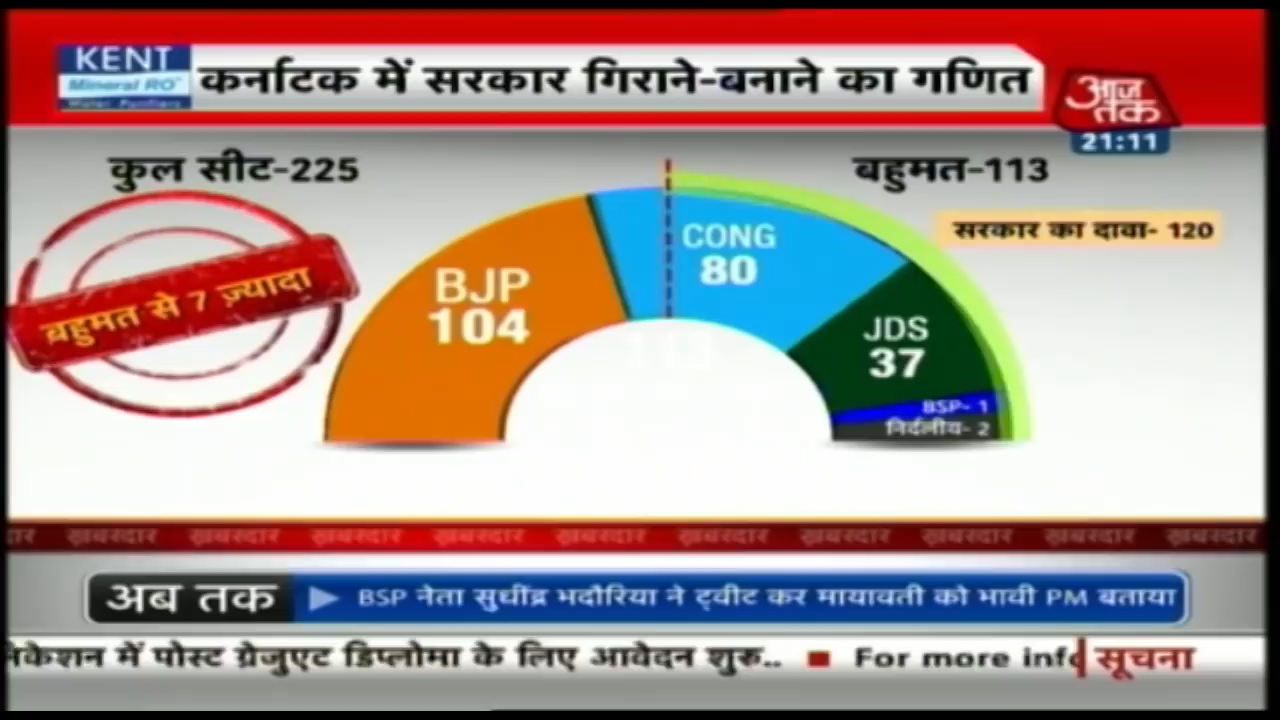 KENT
Mineral RO
Water Purifiers
कर्नाटक में सरकार गिराने-बनाने का गणित
आज तक
21:11
कुल सीट-225
बहुमत-113
सरकार का दावा- 120
बहुमत से 7 ज़्यादा
BJP
104
CONG
80
113
JDS
37
BSP- 1
निर्दलीय- 2
ख़बरदार ख़बरदार ख़बरदार ख़बरदार ख़बरदार ख़बरदार ख़बरदार ख़बरदार ख़बरदार
अब तक
BSP नेता सुधींद्र भदौरिया ने ट्वीट कर मायावती को भावी PM बताया
में पोस्ट ग्रेजुएट डिप्लोमा के लिए आवेदन शुरू.. ■ For more
सूचना